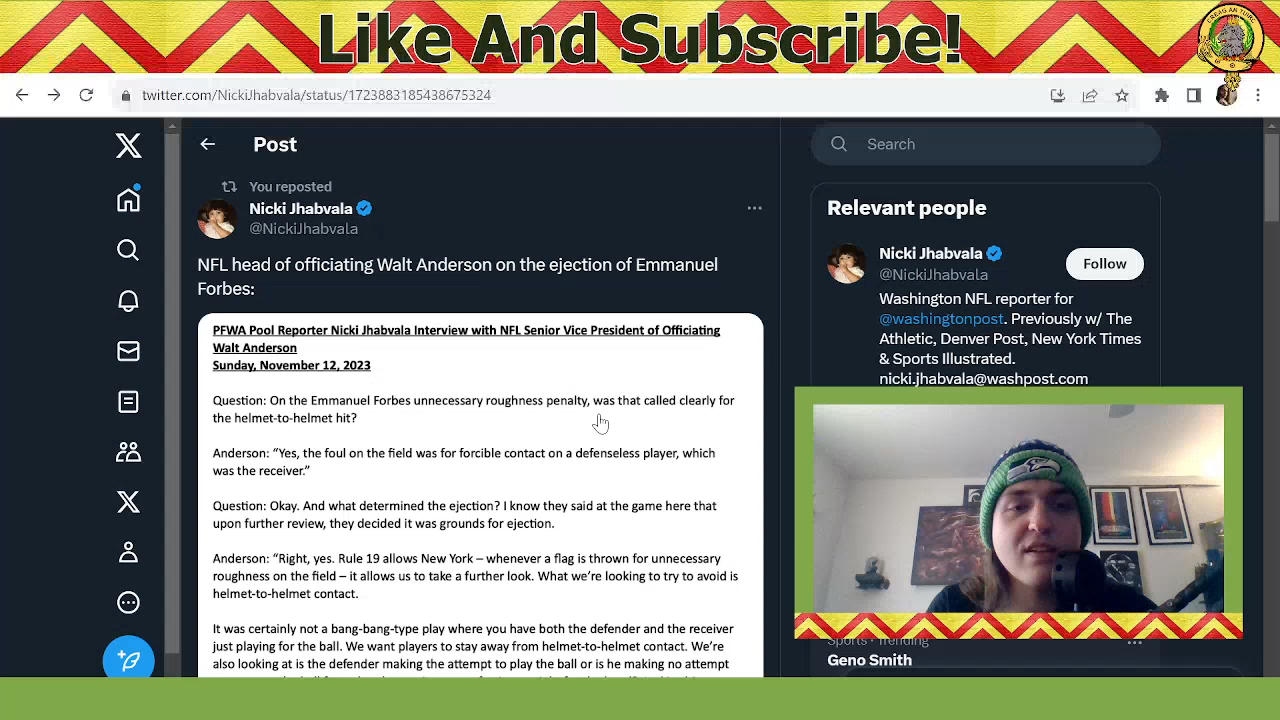 Like And Subscribe!
twitter.com/NickiJhabvala/status/1723883185438675324
Post
Search
You reposted
Nicki Jhabvala
@NickiJhabvala
NFL head of officiating Walt Anderson on the ejection of Emmanuel
Forbes:
PFWA Pool Reporter Nicki Jhabvala Interview with NFL Senior Vice President of Officiating
Walt Anderson
Sunday, November 12, 2023
Question: On the Emmanuel Forbes unnecessary roughness penalty, was that called clearly for
the helmet-to-helmet hit?
Anderson: “Yes, the foul on the field was for forcible contact on a defenseless player, which
was the receiver.”
Question: Okay. And what determined the ejection? I know they said at the game here that
upon further review, they decided it was grounds for ejection.
Anderson: “Right, yes. Rule 19 allows New York – whenever a flag is thrown for unnecessary
roughness on the field – it allows us to take a further look. What we’re looking to try to avoid is
helmet-to-helmet contact.
It was certainly not a bang-bang-type play where you have both the defender and the receiver
just playing for the ball. We want players to stay away from helmet-to-helmet contact. We’re
also looking at is the defender making the attempt to play the ball or is he making no attempt
Relevant people
Nicki Jhabvala
@NickiJhabvala
Follow
Washington NFL reporter for
@washingtonpost. Previously w/ The
Athletic, Denver Post, New York Times
& Sports Illustrated.
nicki.jhabvala@washpost.com
Sports · Trending
Geno Smith